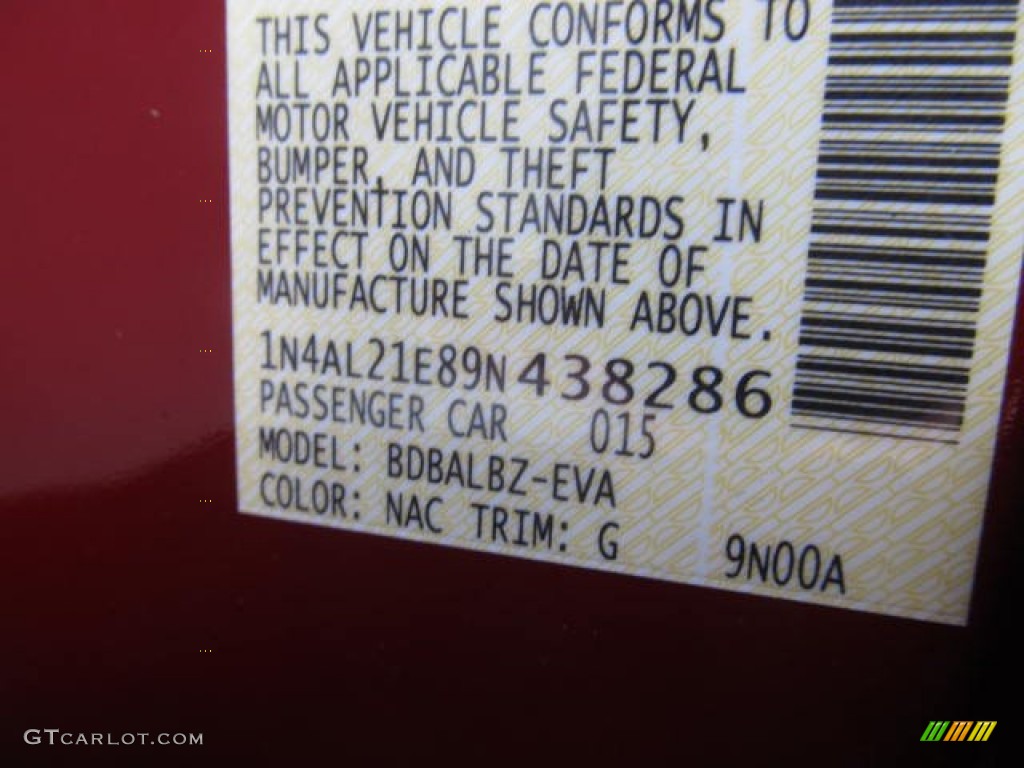 THIS VEHICLE CONFORMS TO
ALL APPLICABLE FEDERAL
MOTOR VEHICLE SAFETY,
BUMPER, AND THEFT
PREVENTION STANDARDS IN
EFFECT ON THE DATE OF
MANUFACTURE SHOWN ABOVE.
1N4AL21E89N438286
PASSENGER CAR 015
MODEL: BDBALBZ-EVA
COLOR: NAC TRIM: G 9N00A
GTCARLOT.COM